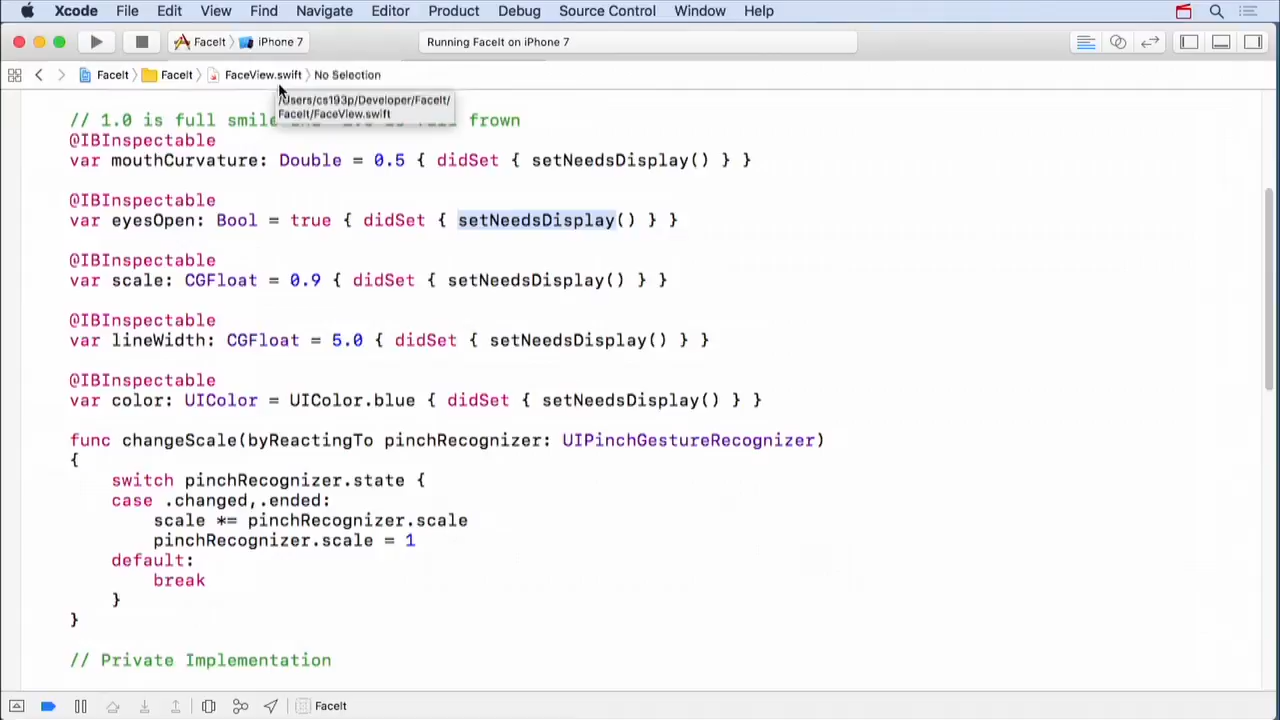 Xcode File Edit View Find Navigate Editor Product Debug Source Control Window Help
FaceIt iPhone 7 Running FaceIt on iPhone 7
FaceIt FaceIt FaceView.swift No Selection
/Users/cs193p/Developer/FaceIt/
FaceIt/FaceView.swift
// 1.0 is full smile frown
@IBInspectable
var mouthCurvature: Double = 0.5 { didSet { setNeedsDisplay() } }
@IBInspectable
var eyesOpen: Bool = true { didSet { setNeedsDisplay() } }
@IBInspectable
var scale: CGFloat = 0.9 { didSet { setNeedsDisplay() } }
@IBInspectable
var lineWidth: CGFloat = 5.0 { didSet { setNeedsDisplay() } }
@IBInspectable
var color: UIColor = UIColor.blue { didSet { setNeedsDisplay() } }
func changeScale(byReactingTo pinchRecognizer: UIPinchGestureRecognizer)
{
switch pinchRecognizer.state {
case .changed,.ended:
scale *= pinchRecognizer.scale
pinchRecognizer.scale = 1
default:
break
}
}
// Private Implementation
FaceIt